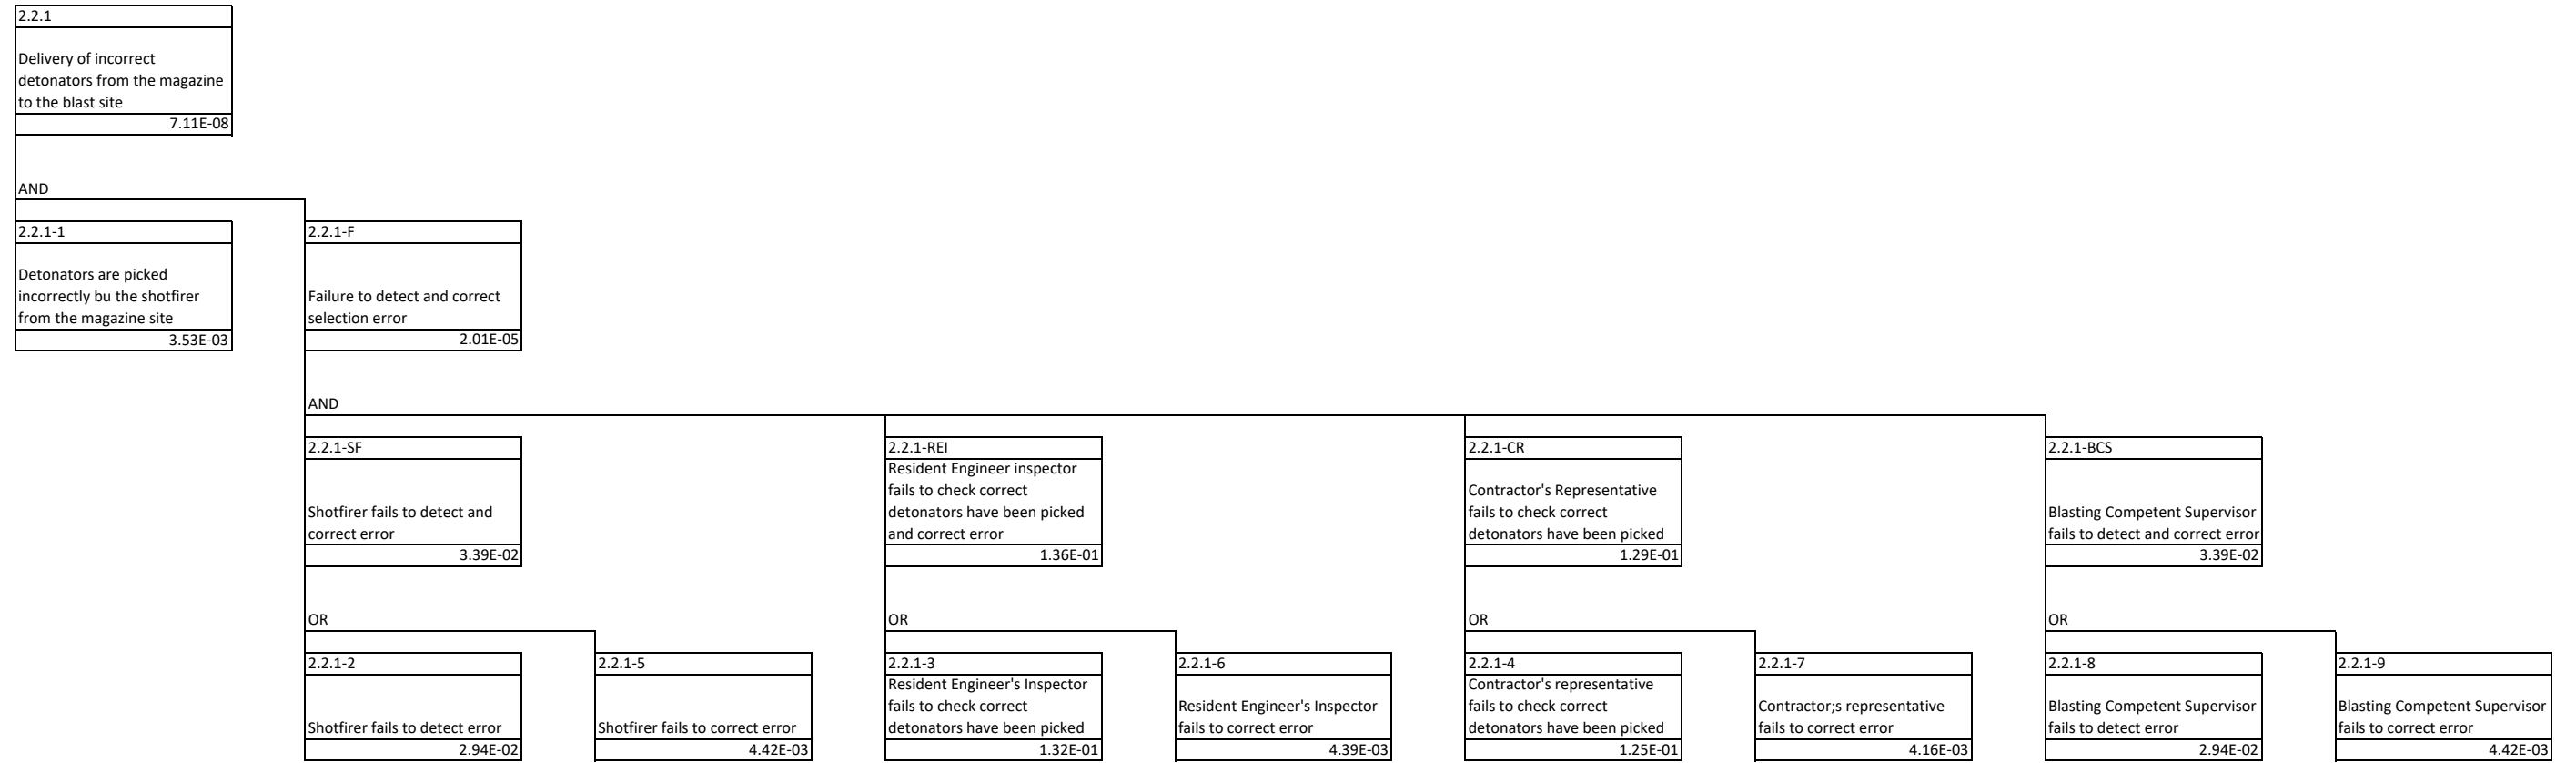 2.2.1
Delivery of incorrect
detonators from the magazine
to the blast site
7.11E-08
AND
2.2.1-1
Detonators are picked
incorrectly bu the shotfirer
from the magazine site
3.53E-03
2.2.1-F
Failure to detect and correct
selection error
2.01E-05
AND
2.2.1-SF
Shotfirer fails to detect and
correct error
3.39E-02
2.2.1-REI
Resident Engineer inspector
fails to check correct
detonators have been picked
and correct error
1.36E-01
2.2.1-CR
Contractor's Representative
fails to check correct
detonators have been picked
1.29E-01
2.2.1-BCS
Blasting Competent Supervisor
fails to detect and correct error
3.39E-02
OR
OR
OR
OR
2.2.1-2
Shotfirer fails to detect error
2.94E-02
2.2.1-5
Shotfirer fails to correct error
4.42E-03
2.2.1-3
Resident Engineer's Inspector
fails to check correct
detonators have been picked
1.32E-01
2.2.1-6
Resident Engineer's Inspector
fails to correct error
4.39E-03
2.2.1-4
Contractor's representative
fails to check correct
detonators have been picked
1.25E-01
2.2.1-7
Contractor;s representative
fails to correct error
4.16E-03
2.2.1-8
Blasting Competent Supervisor
fails to detect error
2.94E-02
2.2.1-9
Blasting Competent Supervisor
fails to correct error
4.42E-03